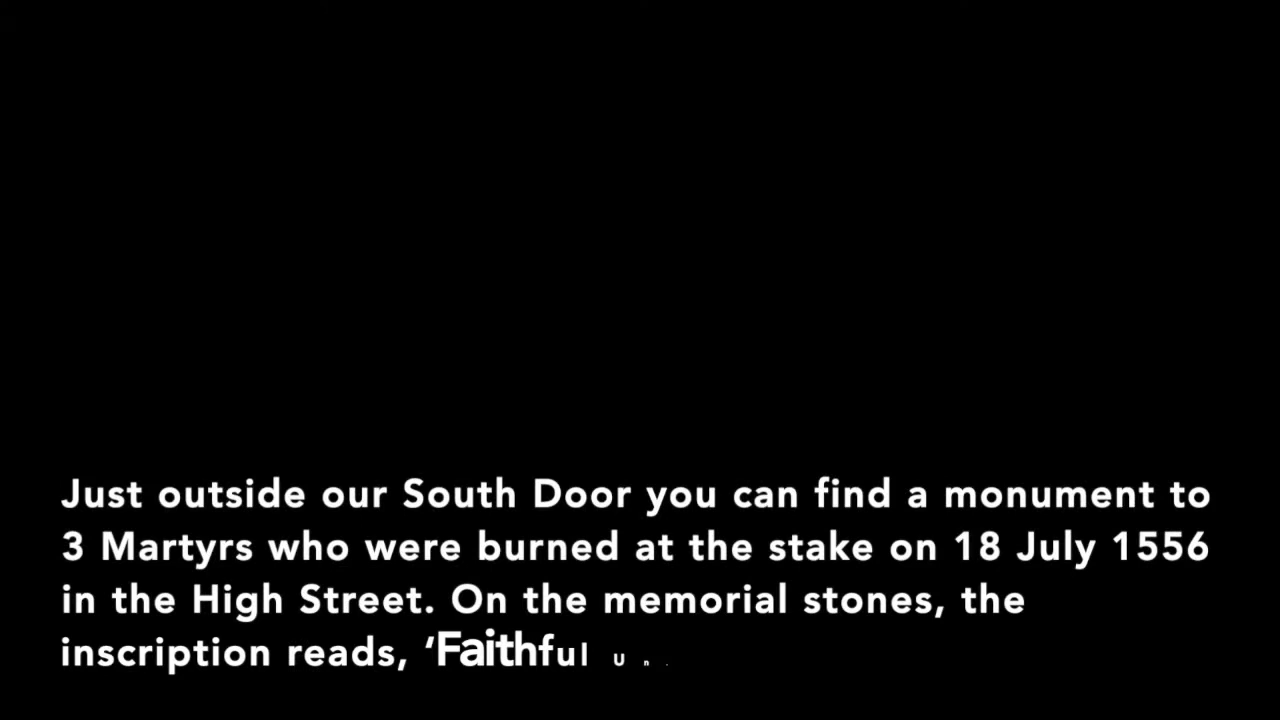 Just outside our South Door you can find a monument to
3 Martyrs who were burned at the stake on 18 July 1556
in the High Street. On the memorial stones, the
inscription reads, ‘Faithful Un